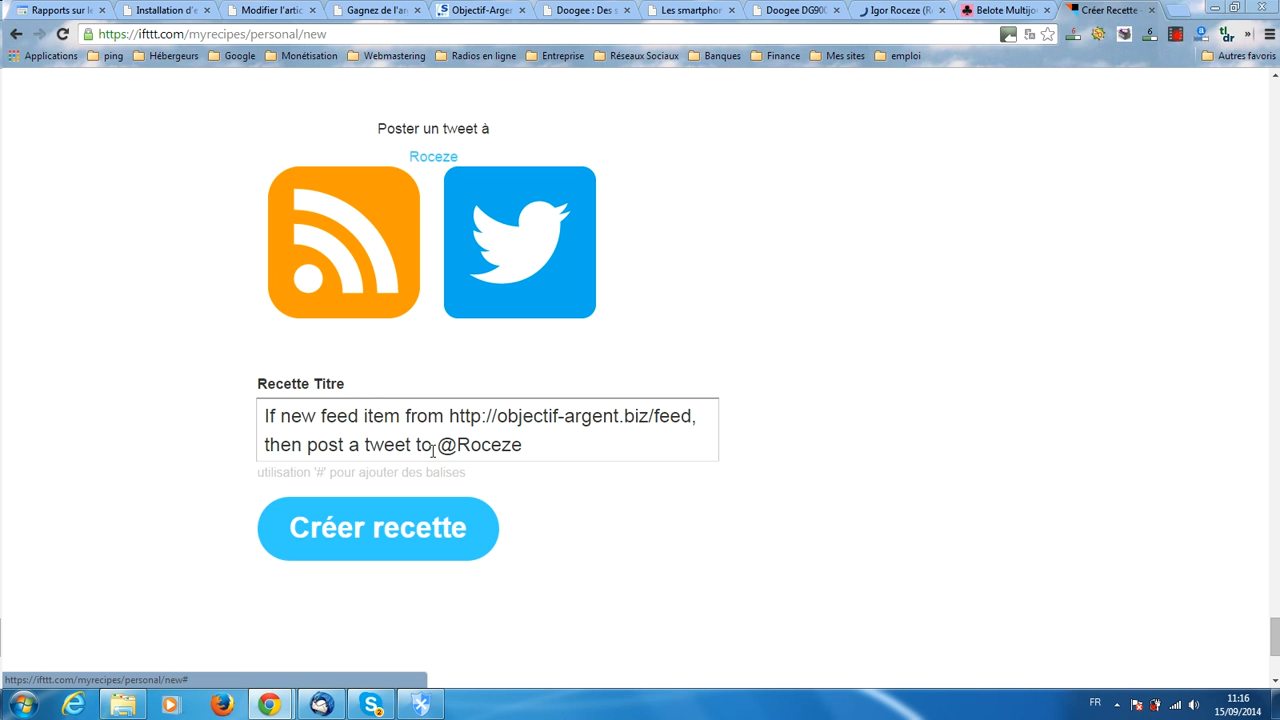 Rapports sur le
Installation d'e
Modifier l'artic
Gagnez de l'ar
Objectif-Argen
Doogee : Des s
Les smartphor
Doogee DG900
Igor Roceze (Ro
Belote Multijou
Créer Recette
https://ifttt.com/myrecipes/personal/new
Applications
ping
Hébergeurs
Google
Monétisation
Webmastering
Radios en ligne
Entreprise
Réseaux Sociaux
Banques
Finance
Mes sites
emploi
Autres favoris
Poster un tweet à
Roceze
Recette Titre
If new feed item from http://objectif-argent.biz/feed,
then post a tweet to @Roceze
utilisation '#' pour ajouter des balises
Créer recette
https://ifttt.com/myrecipes/personal/new#
FR
11:16
15/09/2014